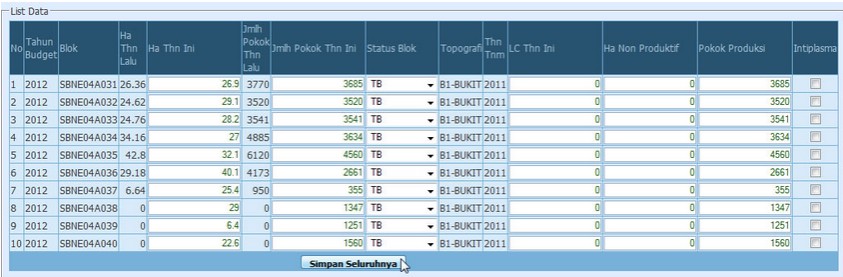 List Data
No Tahun Budget Blok Ha Thn Lalu Ha Thn Ini Jmlh Pokok Thn Lalu Jmlh Pokok Thn Ini Status Blok Topografi Thn Tnm LC Thn Ini Ha Non Produktif Pokok Produksi Intiplasma
1 2012 SBNE04A031 26.36 26.9 3770 3685 TB B1-BUKIT 2011 0 0 3685
2 2012 SBNE04A032 24.62 29.1 3520 3520 TB B1-BUKIT 2011 0 0 3520
3 2012 SBNE04A033 24.76 28.2 3541 3541 TB B1-BUKIT 2011 0 0 3541
4 2012 SBNE04A034 34.16 27 4885 3634 TB B1-BUKIT 2011 0 0 3634
5 2012 SBNE04A035 42.8 32.1 6120 4560 TB B1-BUKIT 2011 0 0 4560
6 2012 SBNE04A036 29.18 40.1 4173 2661 TB B1-BUKIT 2011 0 0 2661
7 2012 SBNE04A037 6.64 25.4 950 355 TB B1-BUKIT 2011 0 0 355
8 2012 SBNE04A038 0 29 0 1347 TB B1-BUKIT 2011 0 0 1347
9 2012 SBNE04A039 0 6.4 0 1251 TB B1-BUKIT 2011 0 0 1251
10 2012 SBNE04A040 0 22.6 0 1560 TB B1-BUKIT 2011 0 0 1560
Simpan Seluruhnya